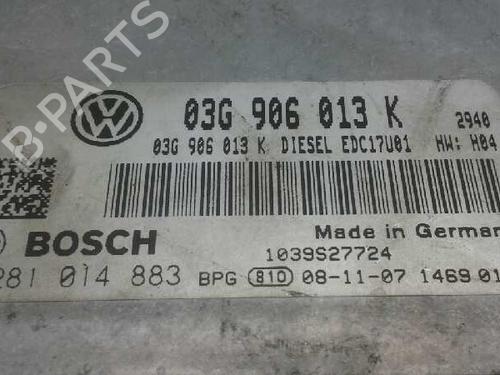 03G 906 013 K
2940
03G 906 013 K DIESEL EDC17U01 HW: H04
Made in German
BOSCH
1039S27724
281 014 883 BPG 810 08-11-07 1469 01
B-PARTS